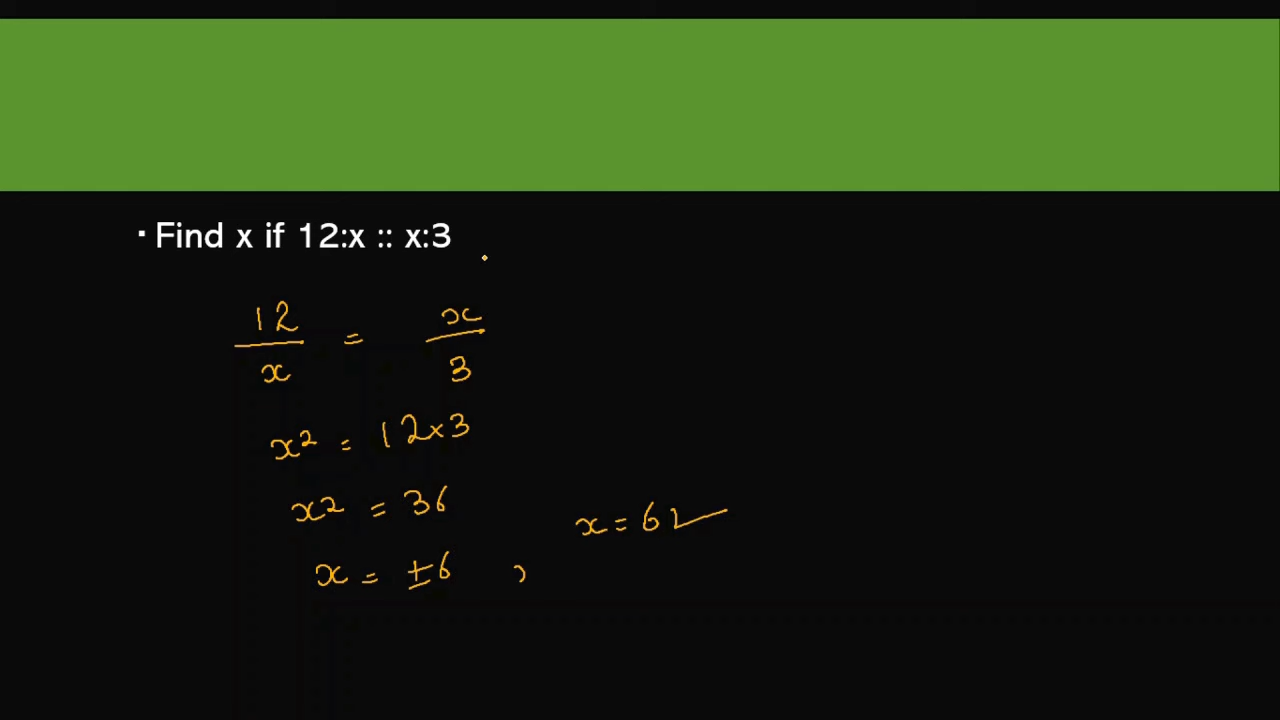 · Find x if 12:x :: x:3
12/x = x/3
x² = 12×3
x² = 36
x = 6 ✓
x = ±6 ,